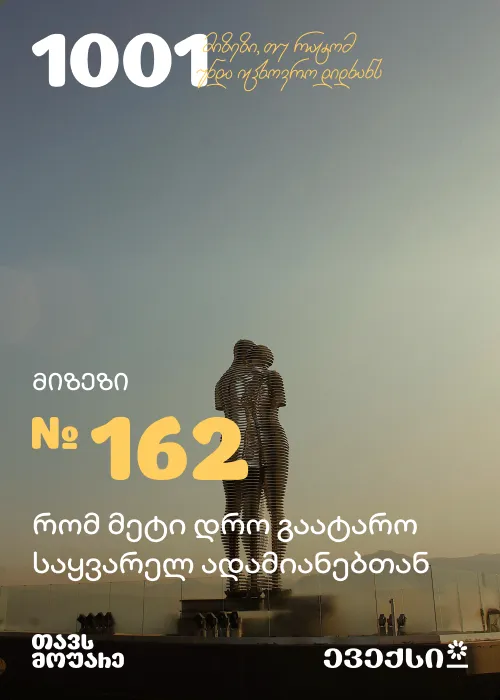 1001
მიზეზი, თუ რატომ
უნდა იცხოვრო დიდხანს
მიზეზი
№ 162
რომ მეტი დრო გაატარო
საყვარელ ადამიანებთან
თავს
მოუარე
ევექსი